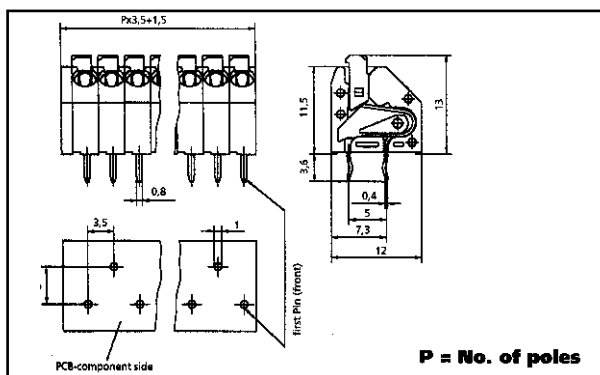 Px3,5+1,5
11,5
13
3,6
0,8
0,4
5
7,3
12
3,5
1
first Pin (front)
PCB-component side
P = No. of poles